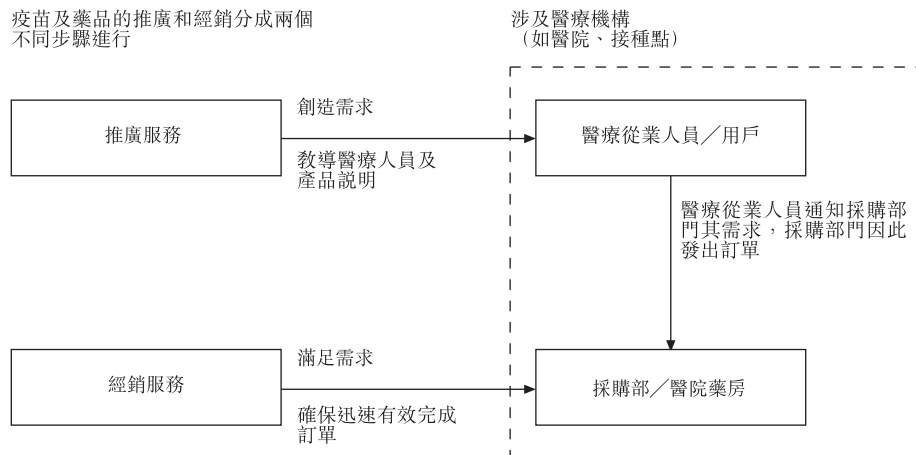 疫苗及藥品的推廣和經銷分成兩個
不同步驟進行
涉及醫療機構
（如醫院、接種點）
推廣服務
創造需求
教導醫療人員及
產品說明
醫療從業人員／用戶
醫療從業人員通知採購部
門其需求，採購部門因此
發出訂單
經銷服務
滿足需求
確保迅速有效完成
訂單
採購部／醫院藥房